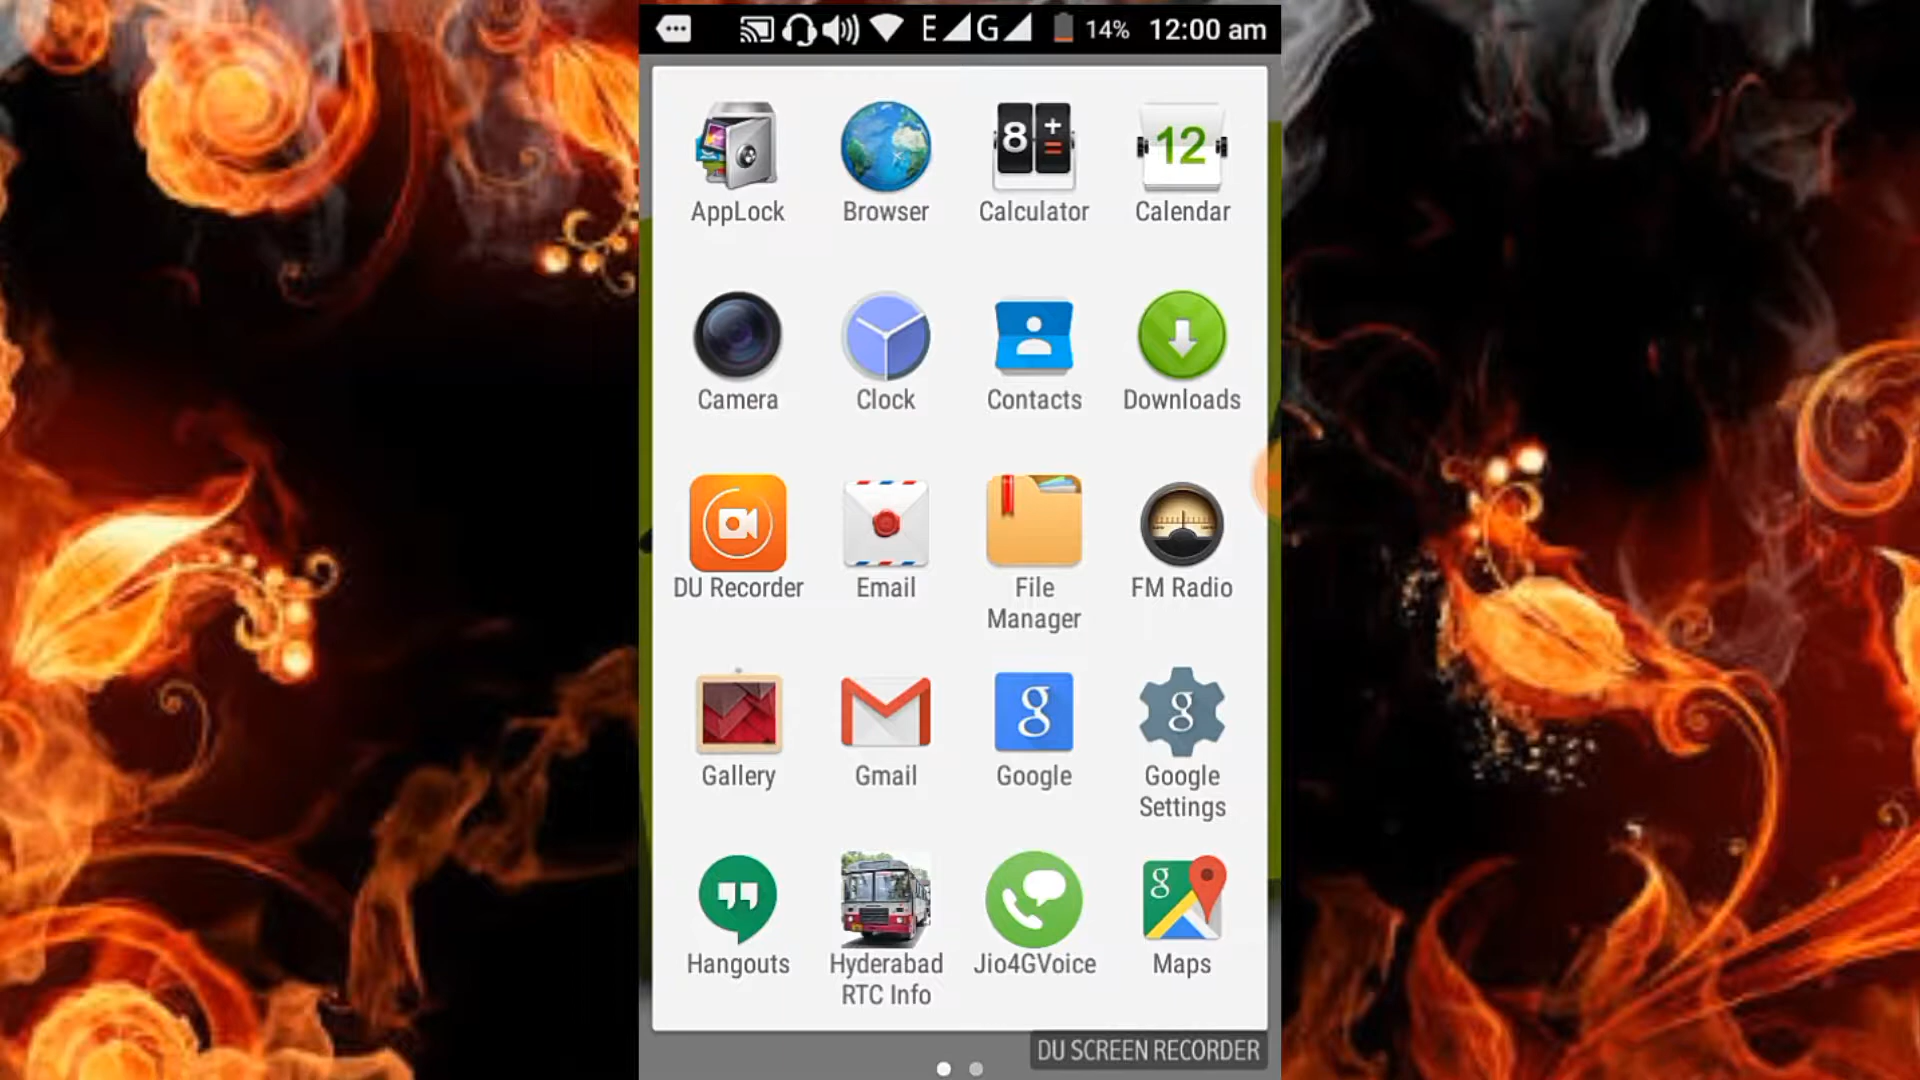 E G 14% 12:00 am
8 + =
12
AppLock Browser Calculator Calendar
Camera Clock Contacts Downloads
DU Recorder Email File Manager FM Radio
g g
Gallery Gmail Google Google Settings
g
Hangouts Hyderabad RTC Info Jio4GVoice Maps
DU SCREEN RECORDER